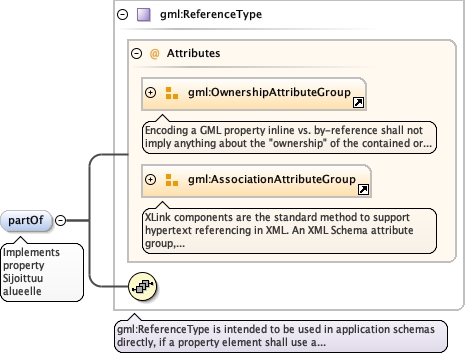 gml:ReferenceType
@ Attributes
gml:OwnershipAttributeGroup
Encoding a GML property inline vs. by-reference shall not
imply anything about the "ownership" of the contained or...
gml:AssociationAttributeGroup
XLink components are the standard method to support
hypertext referencing in XML. An XML Schema attribute
group,...
partOf
Implements
property
Sijoittuu
alueelle
gml:ReferenceType is intended to be used in application schemas
directly, if a property element shall use a...